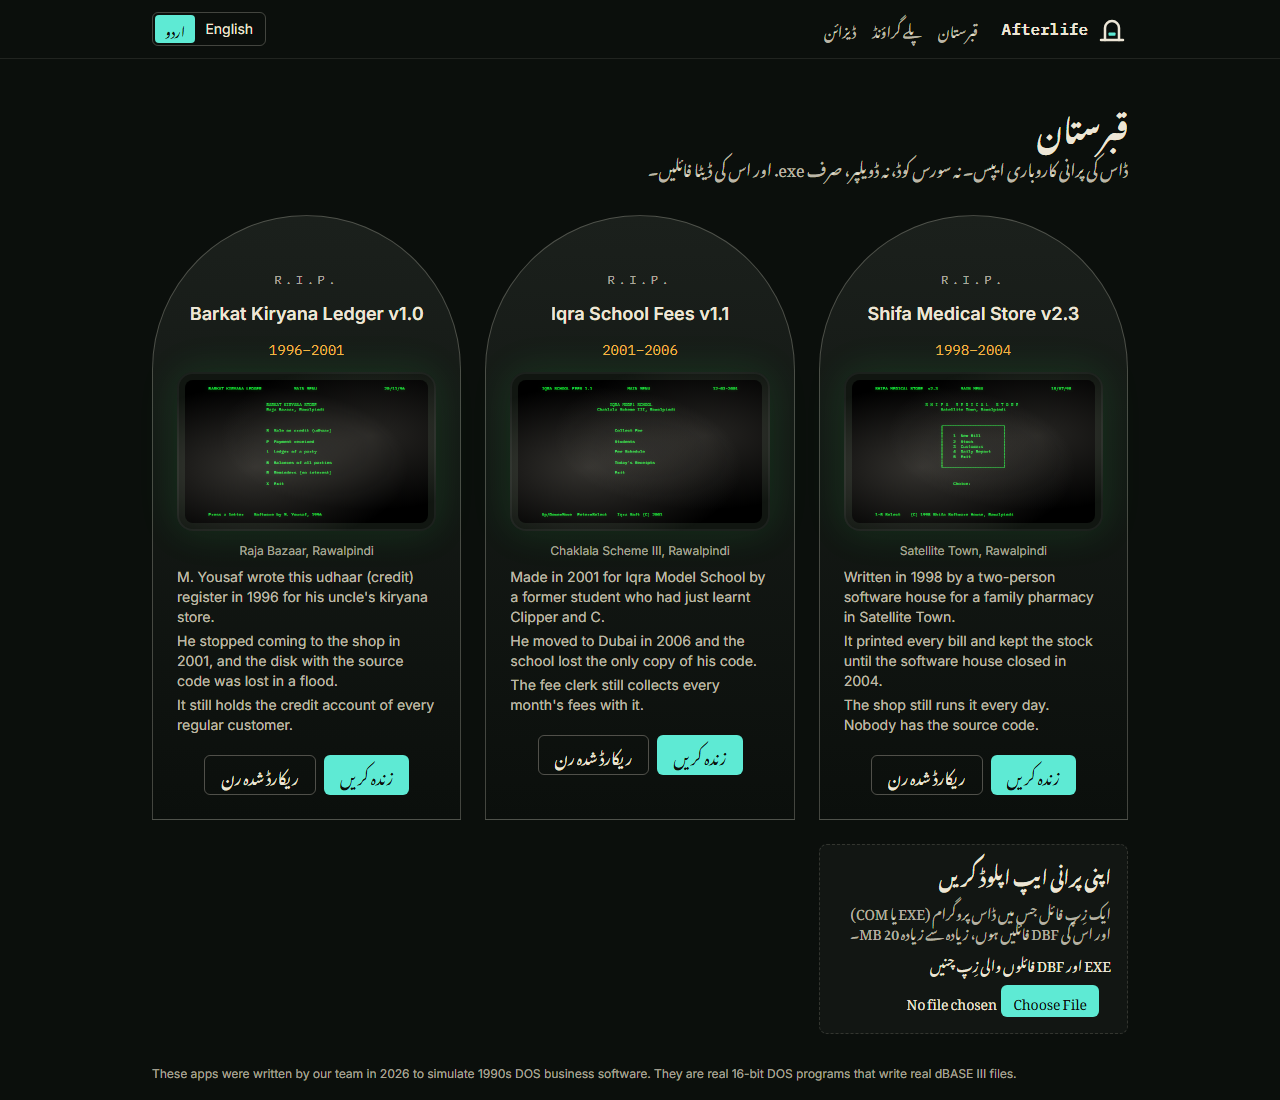 Afterlife
قبرستان
پلے گراؤنڈ
ڈیزائن
English
اردو
قبرستان
ڈاس کی پرانی کاروباری ایپس۔ نہ سورس کوڈ، نہ ڈویلپر، صرف exe. اور اس کی ڈیٹا فائلیں۔
R.I.P.
Shifa Medical Store v2.3
1998–2004
Satellite Town, Rawalpindi
Written in 1998 by a two-person
software house for a family pharmacy
in Satellite Town.
It printed every bill and kept the stock
until the software house closed in
2004.
The shop still runs it every day.
Nobody has the source code.
زندہ کریں
ریکارڈ شدہ رن
R.I.P.
Iqra School Fees v1.1
2001–2006
Chaklala Scheme III, Rawalpindi
Made in 2001 for Iqra Model School by
a former student who had just learnt
Clipper and C.
He moved to Dubai in 2006 and the
school lost the only copy of his code.
The fee clerk still collects every
month's fees with it.
زندہ کریں
ریکارڈ شدہ رن
R.I.P.
Barkat Kiryana Ledger v1.0
1996–2001
Raja Bazaar, Rawalpindi
M. Yousaf wrote this udhaar (credit)
register in 1996 for his uncle's kiryana
store.
He stopped coming to the shop in
2001, and the disk with the source
code was lost in a flood.
It still holds the credit account of every
regular customer.
زندہ کریں
ریکارڈ شدہ رن
اپنی پرانی ایپ اپلوڈ کریں
ایک زِپ فائل جس میں ڈاس پروگرام (EXE یا COM)
اور اس کی DBF فائلیں ہوں، زیادہ سے زیادہ 20 MB۔
EXE اور DBF فائلوں والی زِپ چنیں
Choose File
No file chosen
These apps were written by our team in 2026 to simulate 1990s DOS business software. They are real 16-bit DOS programs that write real dBASE III files.